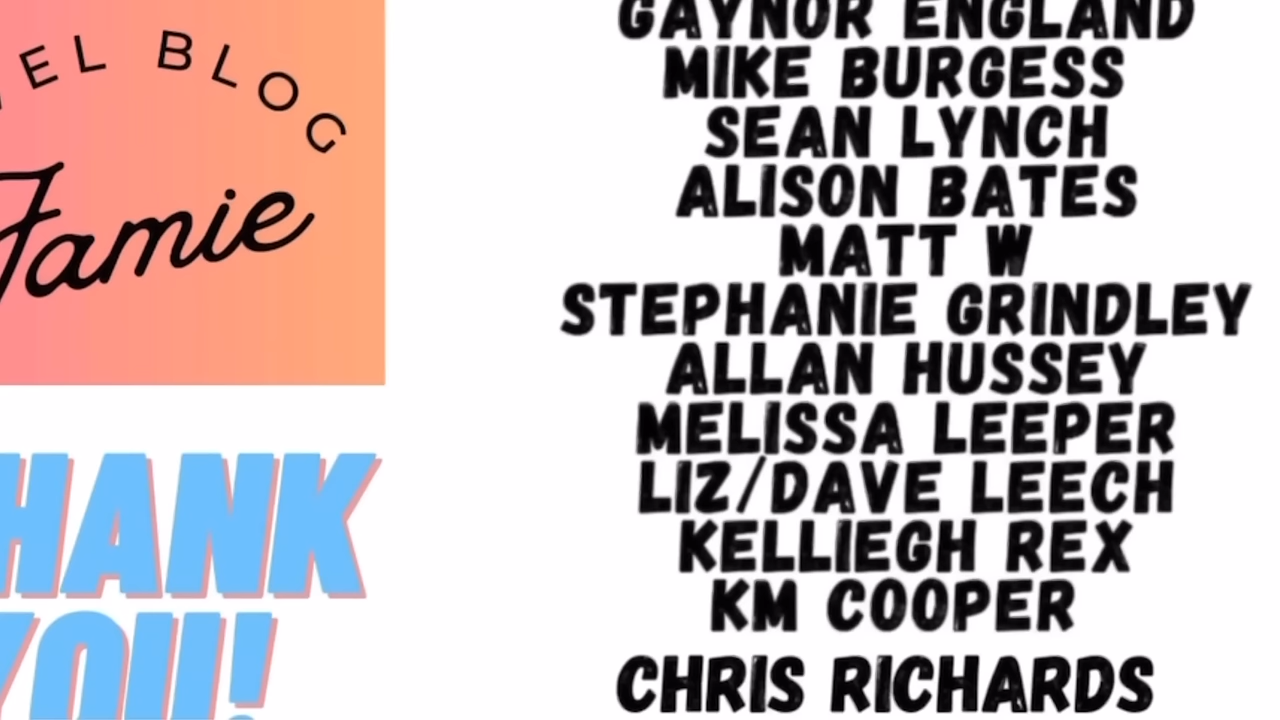 EL BLOG
Jamie
HANK
YOU!
GAYNOR ENGLAND
MIKE BURGESS
SEAN LYNCH
ALISON BATES
MATT W
STEPHANIE GRINDLEY
ALLAN HUSSEY
MELISSA LEEPER
LIZ/DAVE LEECH
KELLIEGH REX
KM COOPER
CHRIS RICHARDS